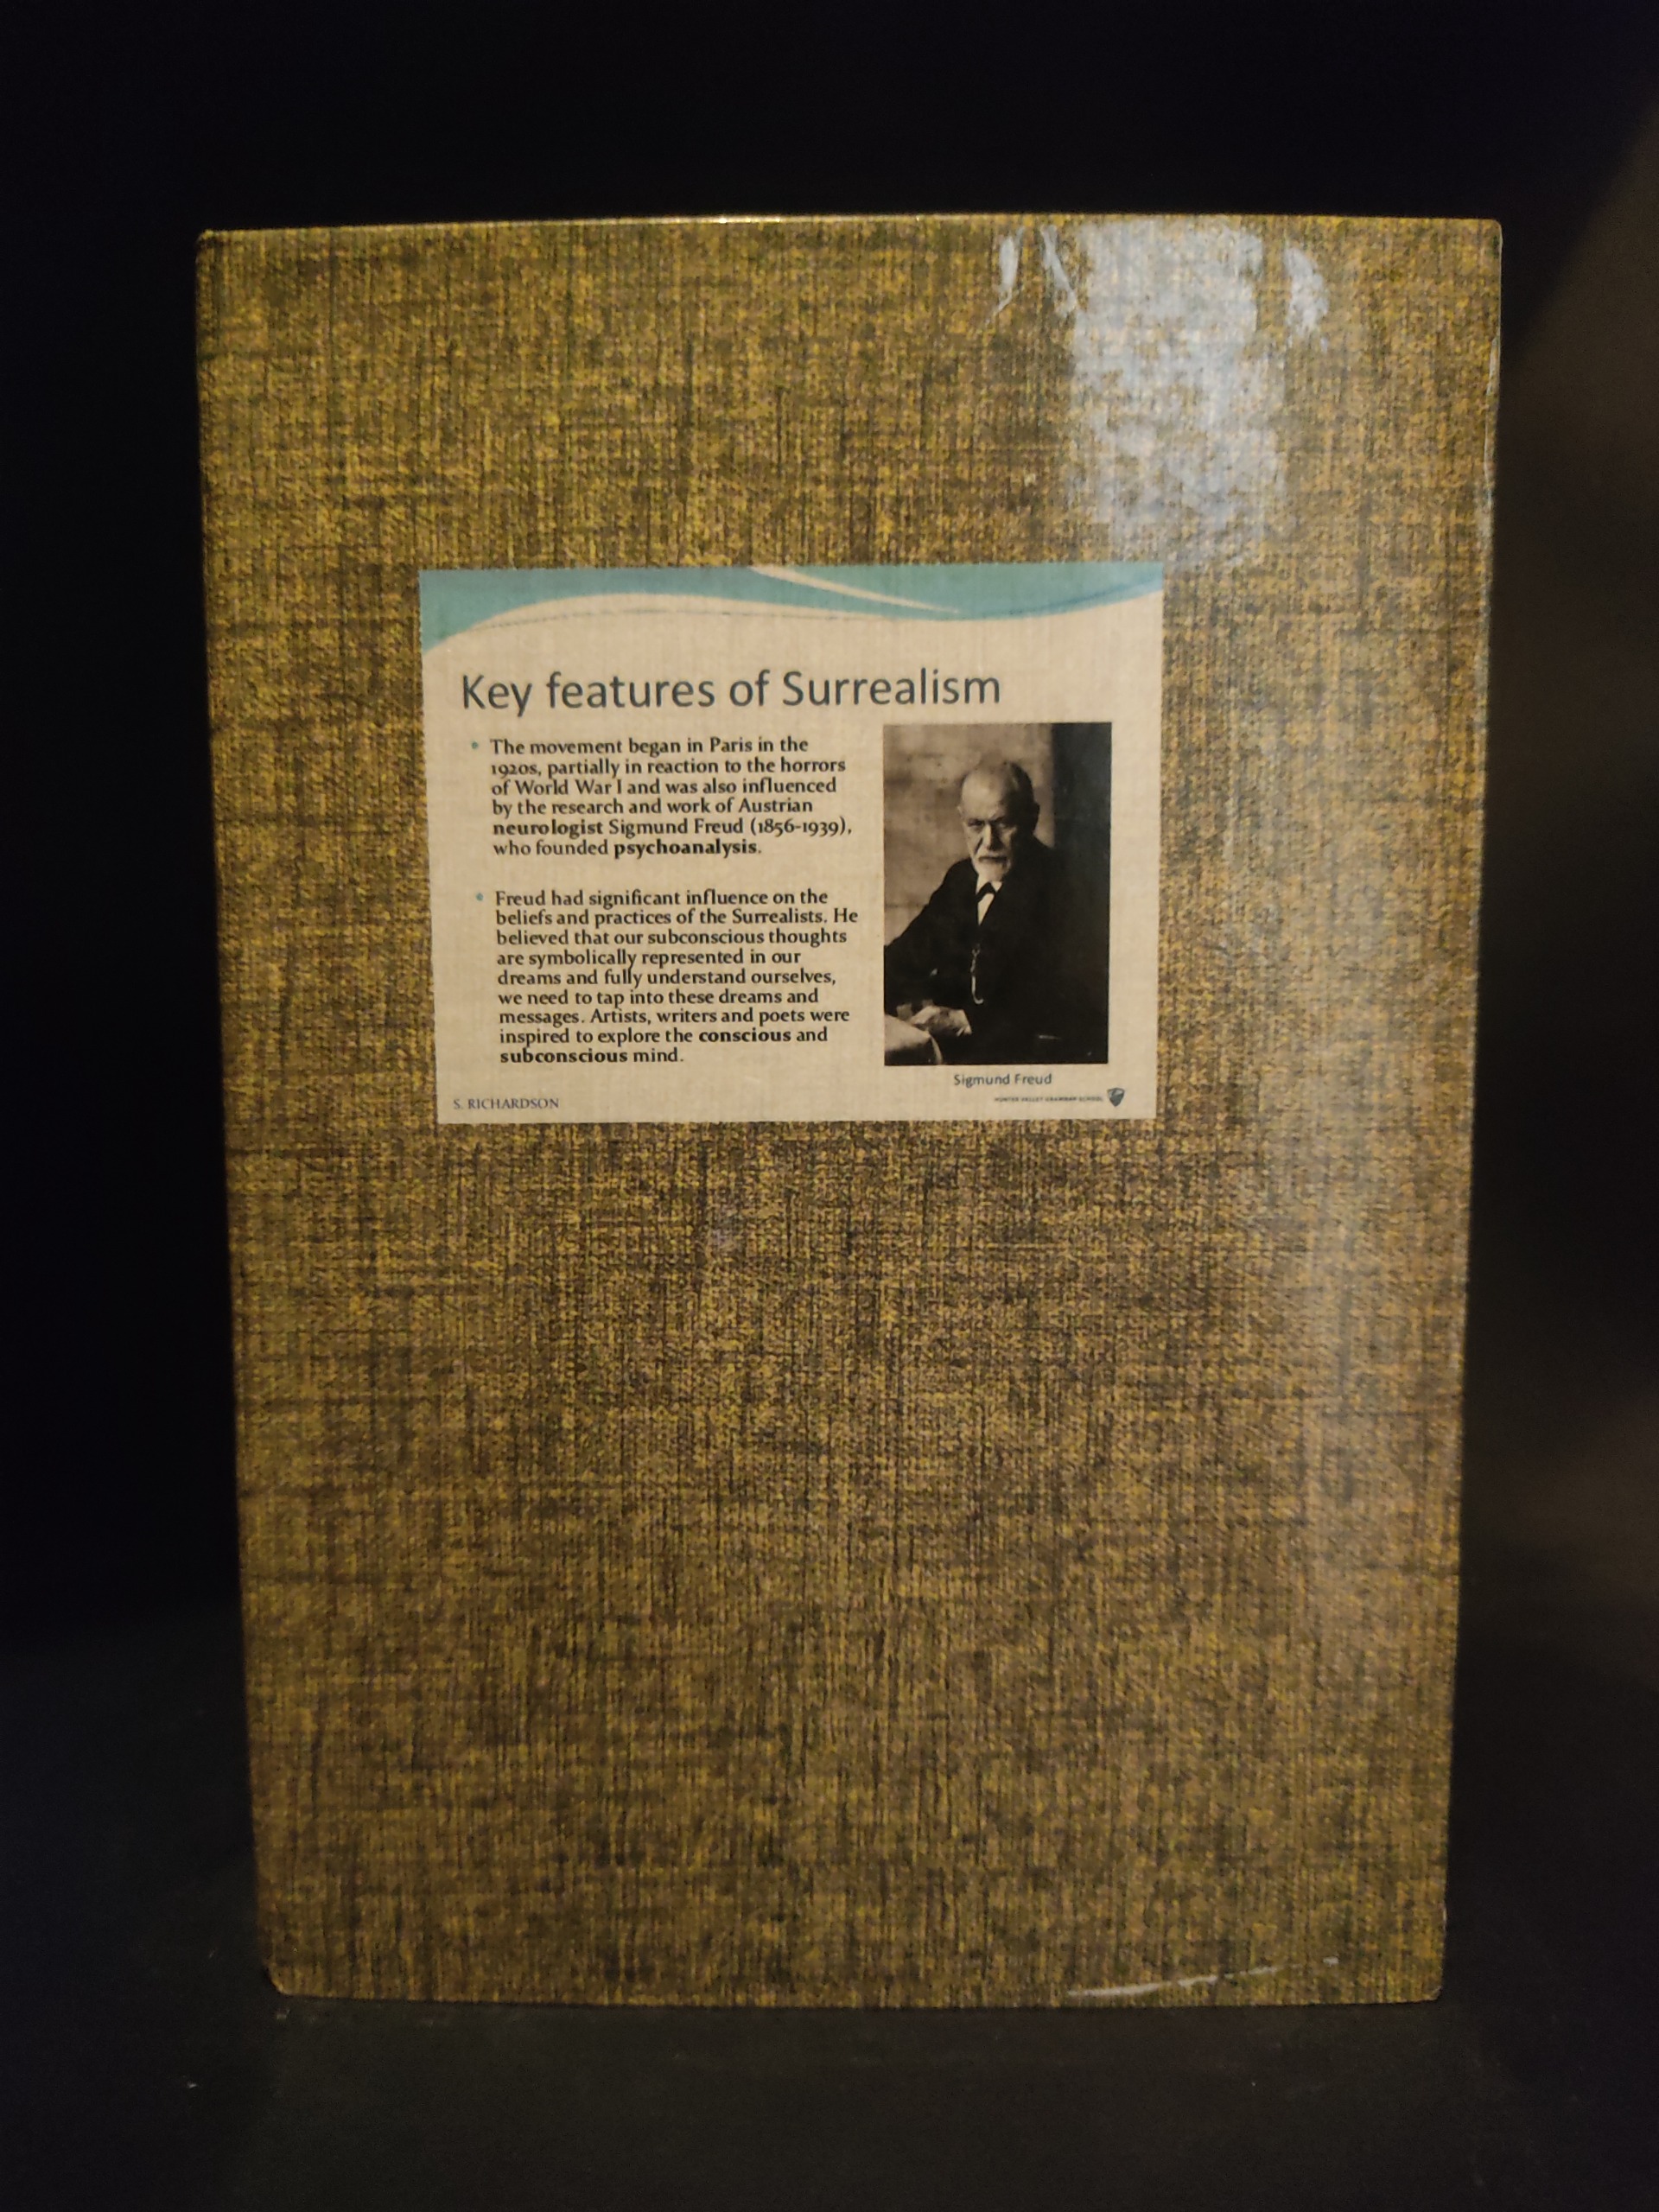 Key features of Surrealism
• The movement began in Paris in the
1920s, partially in reaction to the horrors
of World War I and was also influenced
by the research and work of Austrian
neurologist Sigmund Freud (1856-1939),
who founded psychoanalysis.
• Freud had significant influence on the
beliefs and practices of the Surrealists. He
believed that our subconscious thoughts
are symbolically represented in our
dreams and fully understand ourselves,
we need to tap into these dreams and
messages. Artists, writers and poets were
inspired to explore the conscious and
subconscious mind.
Sigmund Freud
S. RICHARDSON
HUNTER VALLEY GRAMMAR SCHOOL